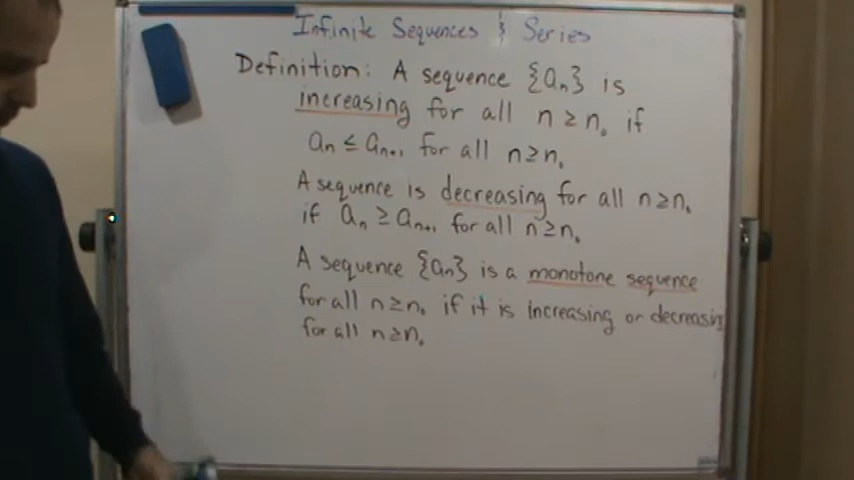 Infinite Sequences & Series
Definition: A sequence {aₙ} is
increasing for all n ≥ n₀ if
aₙ ≤ aₙ₊₁ for all n ≥ n₀
A sequence is decreasing for all n ≥ n₀
if aₙ ≥ aₙ₊₁ for all n ≥ n₀
A sequence {aₙ} is a monotone sequence
for all n ≥ n₀ if it is increasing or decreasing
for all n ≥ n₀